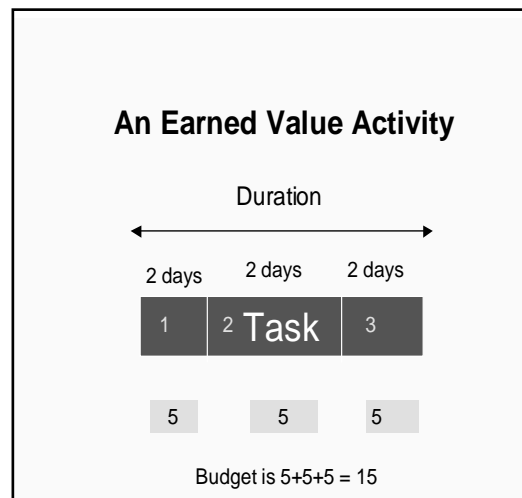 An Earned Value Activity
Duration
2 days 2 days 2 days
1 2 Task 3
5 5 5
Budget is 5+5+5 = 15